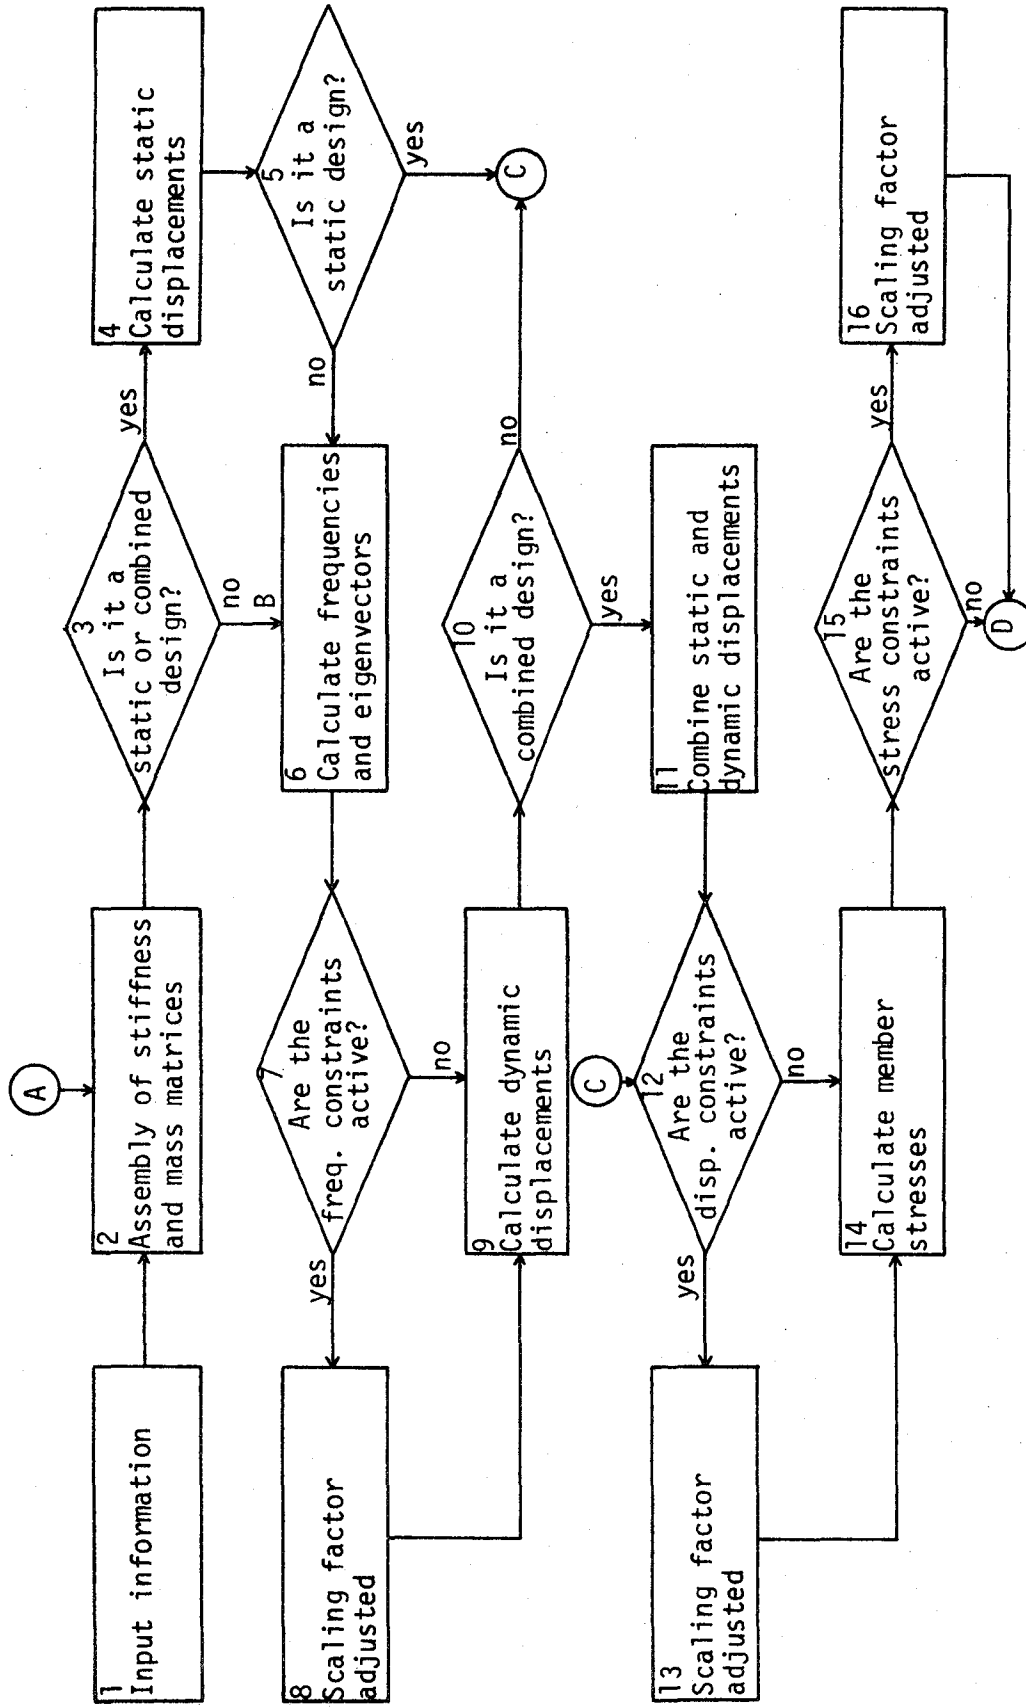 A
1
Input information
2
Assembly of stiffness
and mass matrices
3
Is it a
static or combined
design?
yes
no
B
4
Calculate static
displacements
5
Is it a
static design?
no
yes
C
6
Calculate frequencies
and eigenvectors
7
Are the
freq. constraints
active?
yes
no
8
Scaling factor
adjusted
9
Calculate dynamic
displacements
10
Is it a
combined design?
no
yes
11
Combine static and
dynamic displacements
C
12
Are the
disp. constraints
active?
yes
no
13
Scaling factor
adjusted
14
Calculate member
stresses
15
Are the
stress constraints
active?
yes
no
16
Scaling factor
adjusted
D